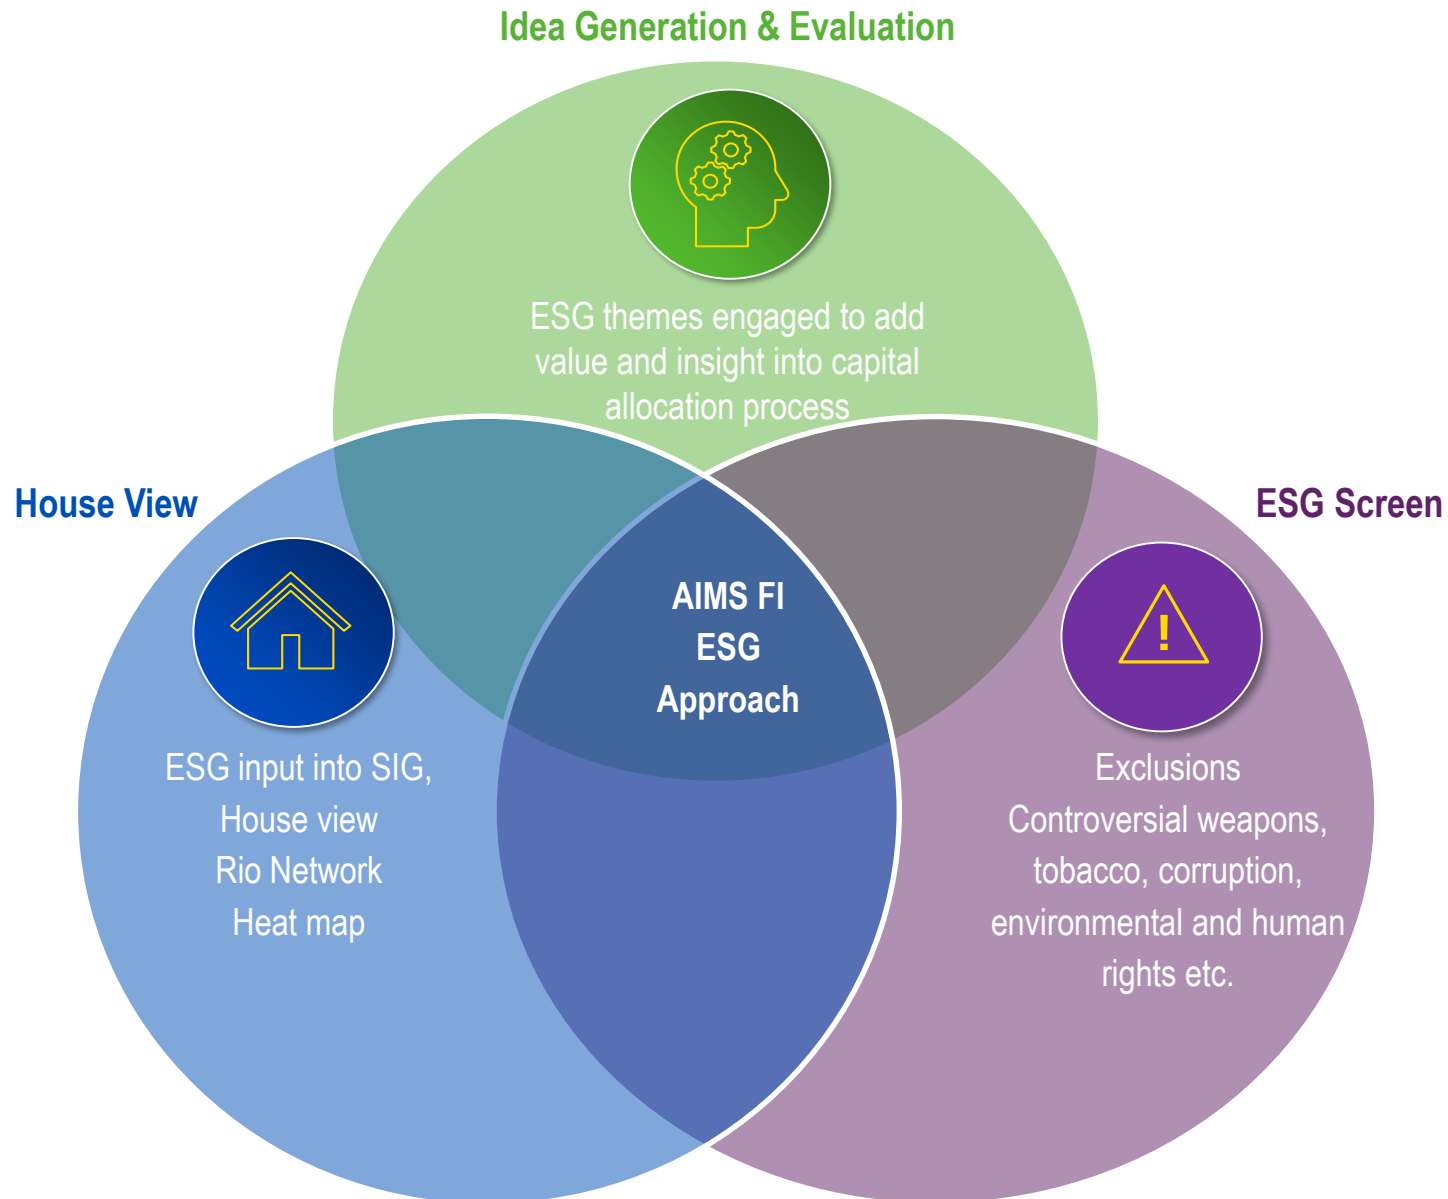 Idea Generation & Evaluation
ESG themes engaged to add
value and insight into capital
allocation process
House View
ESG Screen
AIMS FI
ESG
Approach
ESG input into SIG,
House view
Rio Network
Heat map
!
Exclusions
Controversial weapons,
tobacco, corruption,
environmental and human
rights etc.